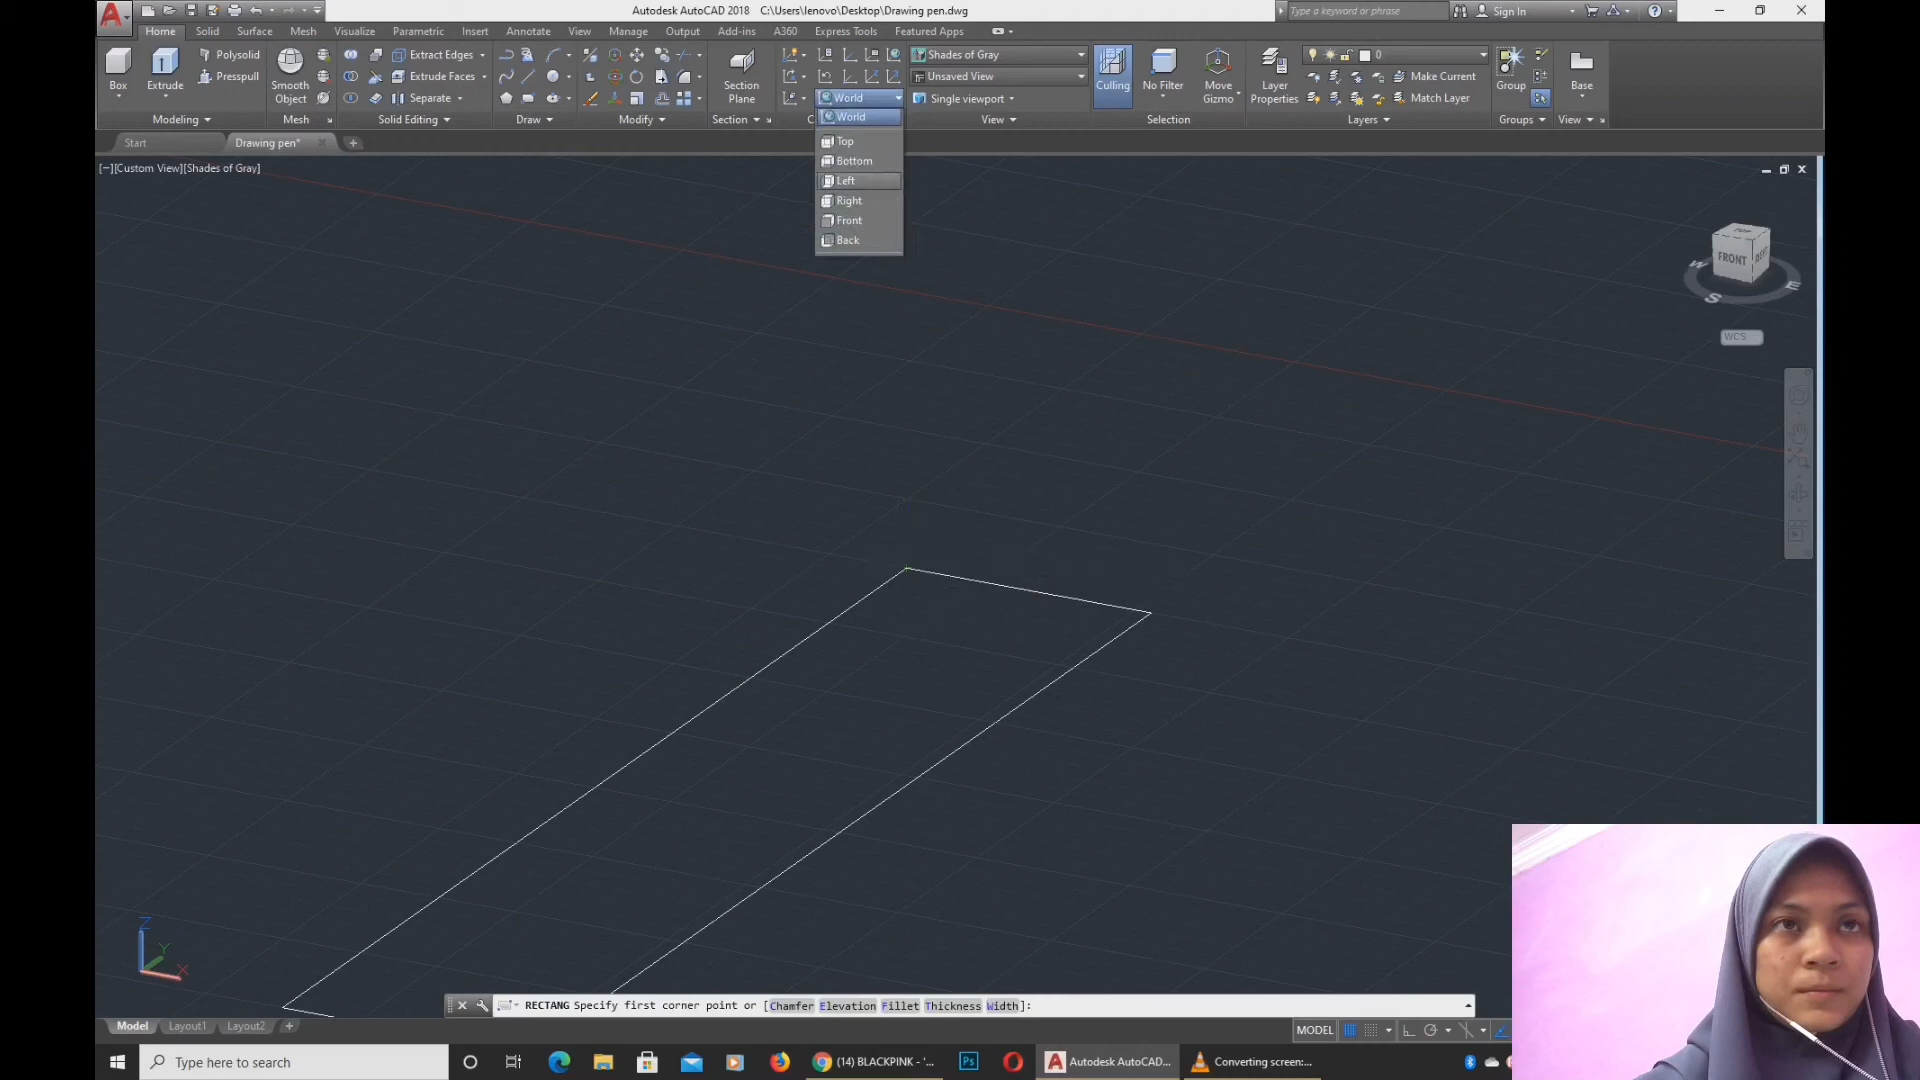 Autodesk AutoCAD 2018   C:\Users\lenovo\Desktop\Drawing pen.dwg
Type a keyword or phrase
Sign In
Home Solid Surface Mesh Visualize Parametric Insert Annotate View Manage Output Add-ins A360 Express Tools Featured Apps
Box
Extrude
Polysolid
Presspull
Smooth Object
Extract Edges
Extrude Faces
Separate
Section Plane
World
Shades of Gray
Unsaved View
Single viewport
Culling
No Filter
Move Gizmo
Layer Properties
0
Make Current
Match Layer
Group
Base
Modeling
Mesh
Solid Editing
Draw
Modify
Section
View
Selection
Layers
Groups
View
World
Top
Bottom
Left
Right
Front
Back
Start
Drawing pen*
[−][Custom View][Shades of Gray]
TOP
FRONT
W
S
E
WCS
Z
Y
X
RECTANG Specify first corner point or [Chamfer Elevation Fillet Thickness Width]:
Model Layout1 Layout2
MODEL
Type here to search
(14) BLACKPINK - '...
Ps
Autodesk AutoCAD...
Converting screen:...